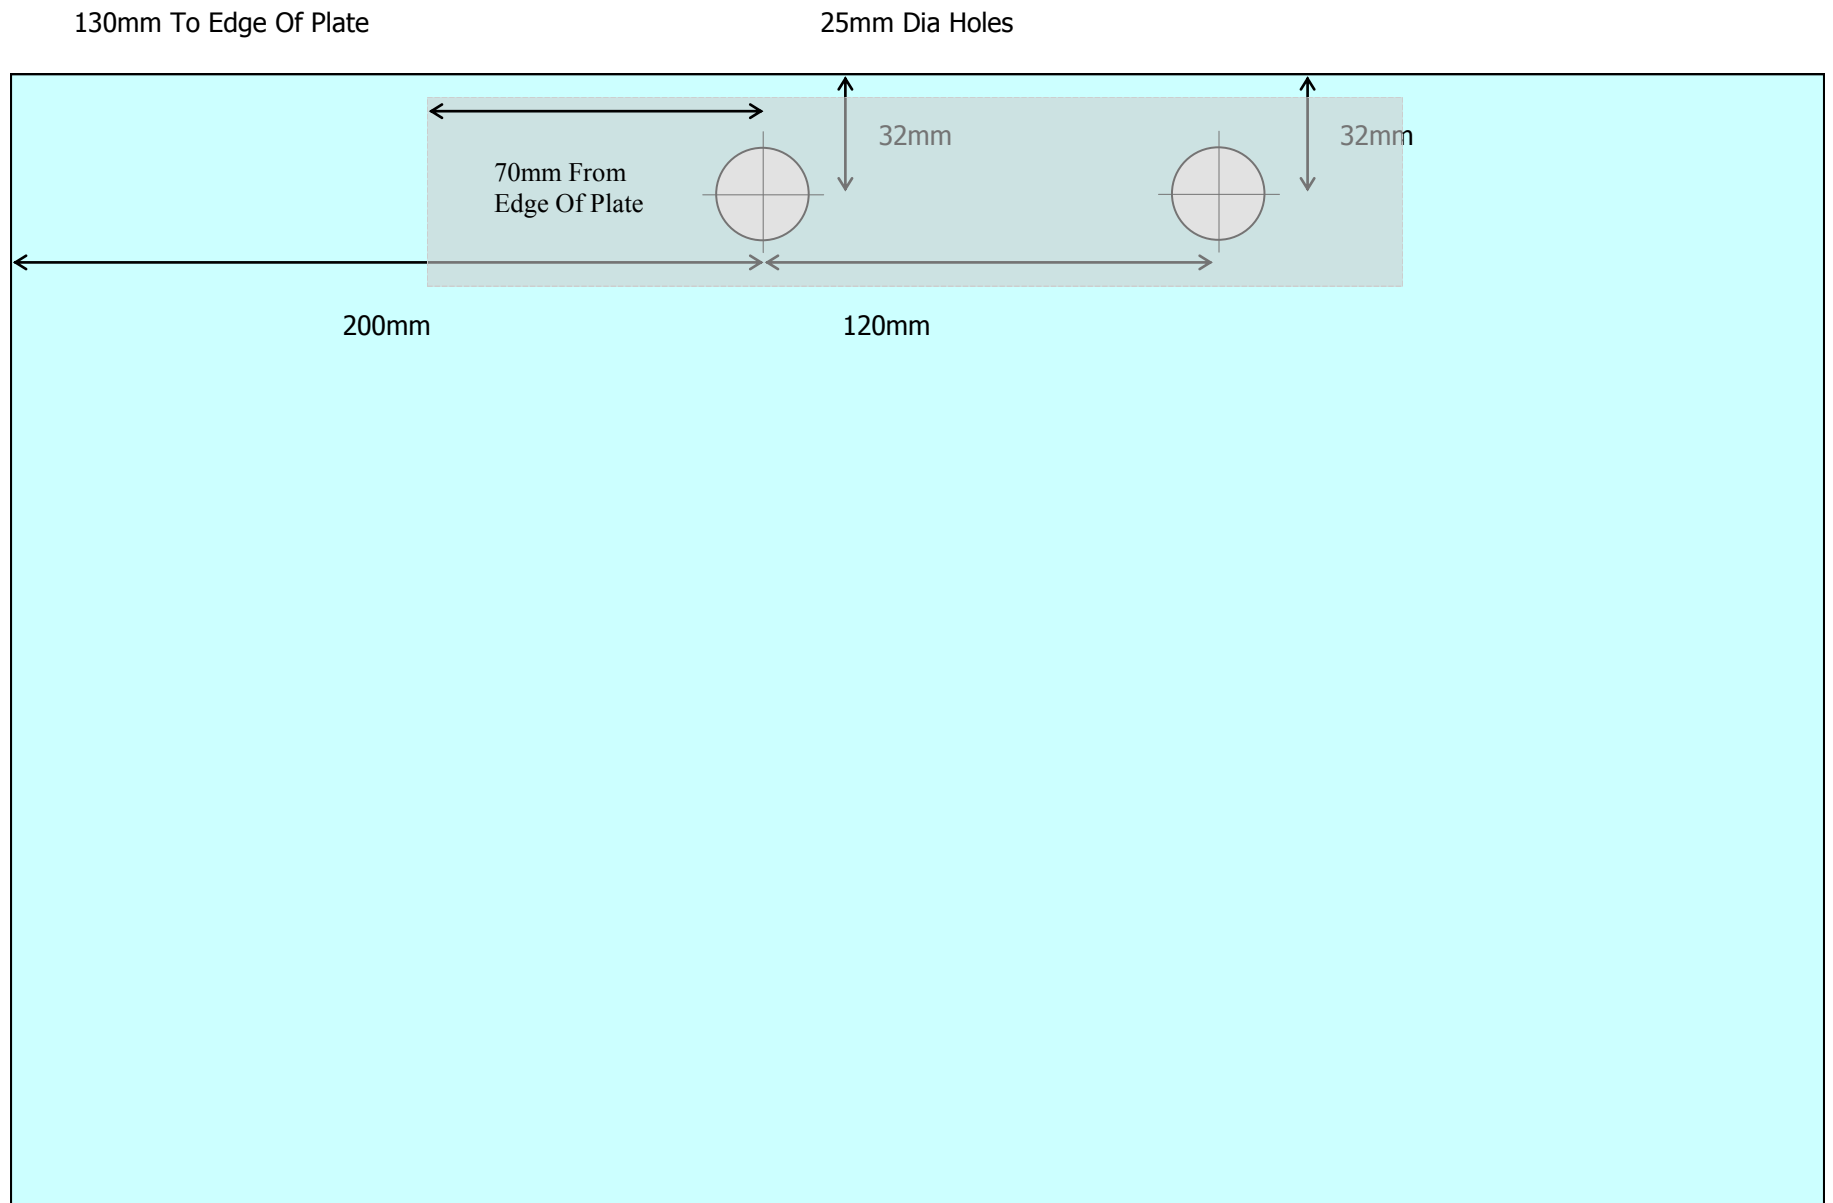 130mm To Edge Of Plate
25mm Dia Holes
32mm
32mm
70mm From
Edge Of Plate
200mm
120mm